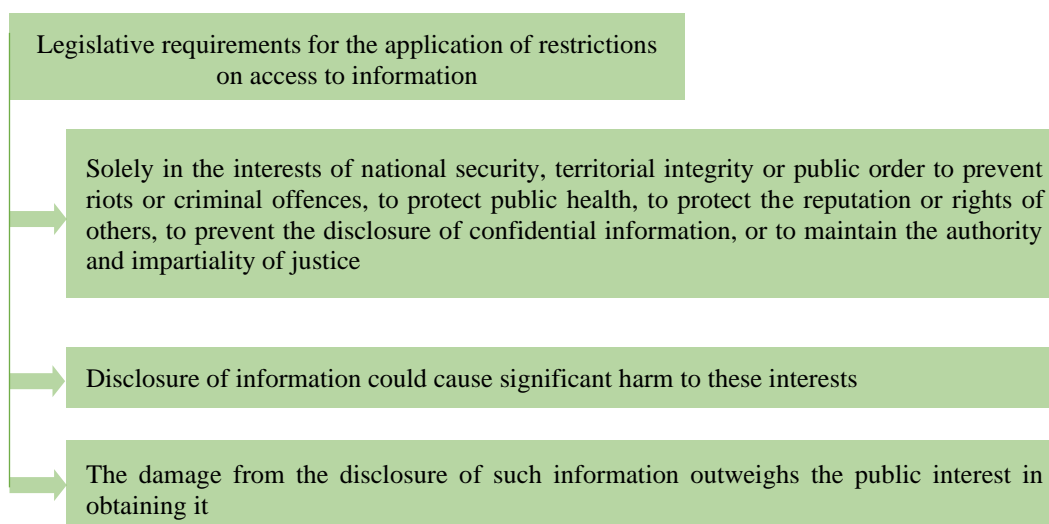 Legislative requirements for the application of restrictions
on access to information
Solely in the interests of national security, territorial integrity or public order to prevent
riots or criminal offences, to protect public health, to protect the reputation or rights of
others, to prevent the disclosure of confidential information, or to maintain the authority
and impartiality of justice
Disclosure of information could cause significant harm to these interests
The damage from the disclosure of such information outweighs the public interest in
obtaining it